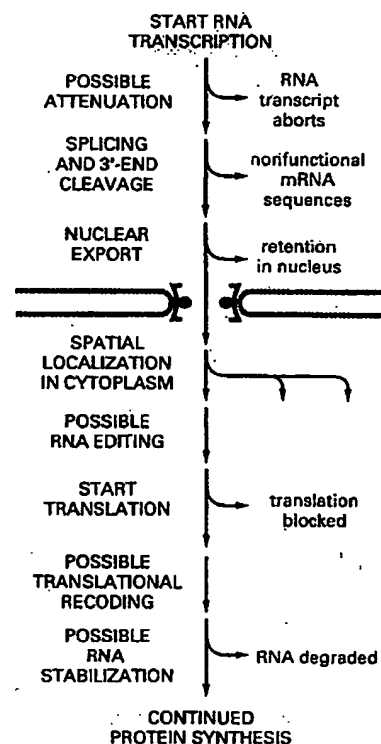 START RNA
TRANSCRIPTION
POSSIBLE
ATTENUATION
RNA
transcript
aborts
SPLICING
AND 3'-END
CLEAVAGE
nonfunctional
mRNA
sequences
NUCLEAR
EXPORT
retention
in nucleus
SPATIAL
LOCALIZATION
IN CYTOPLASM
POSSIBLE
RNA EDITING
START
TRANSLATION
translation
blocked
POSSIBLE
TRANSLATIONAL
RECODING
POSSIBLE
RNA
STABILIZATION
RNA degraded
CONTINUED
PROTEIN SYNTHESIS